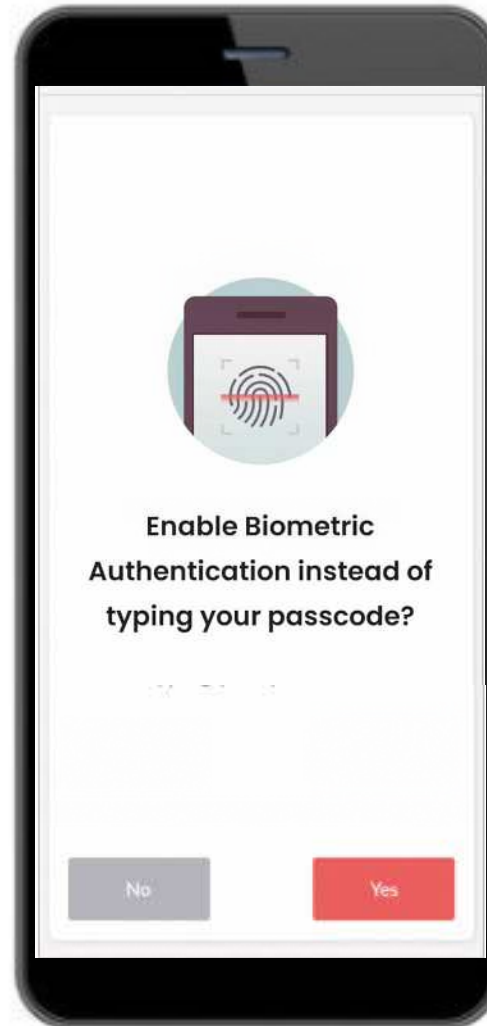 Enable Biometric
Authentication instead of
typing your passcode?
No
Yes